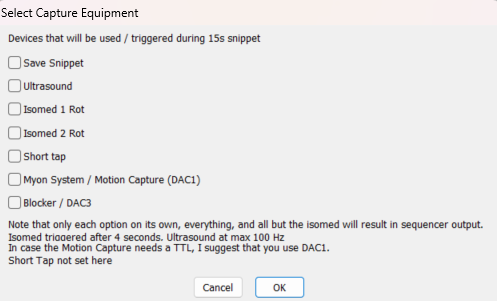 Select Capture Equipment
Devices that will be used / triggered during 15s snippet
Save Snippet
Ultrasound
Isomed 1 Rot
Isomed 2 Rot
Short tap
Myon System / Motion Capture (DAC1)
Blocker / DAC3
Note that only each option on its own, everything, and all but the isomed will result in sequencer output.
Isomed triggered after 4 seconds. Ultrasound at max 100 Hz
In case the Motion Capture needs a TTL, I suggest that you use DAC1.
Short Tap not set here
Cancel OK